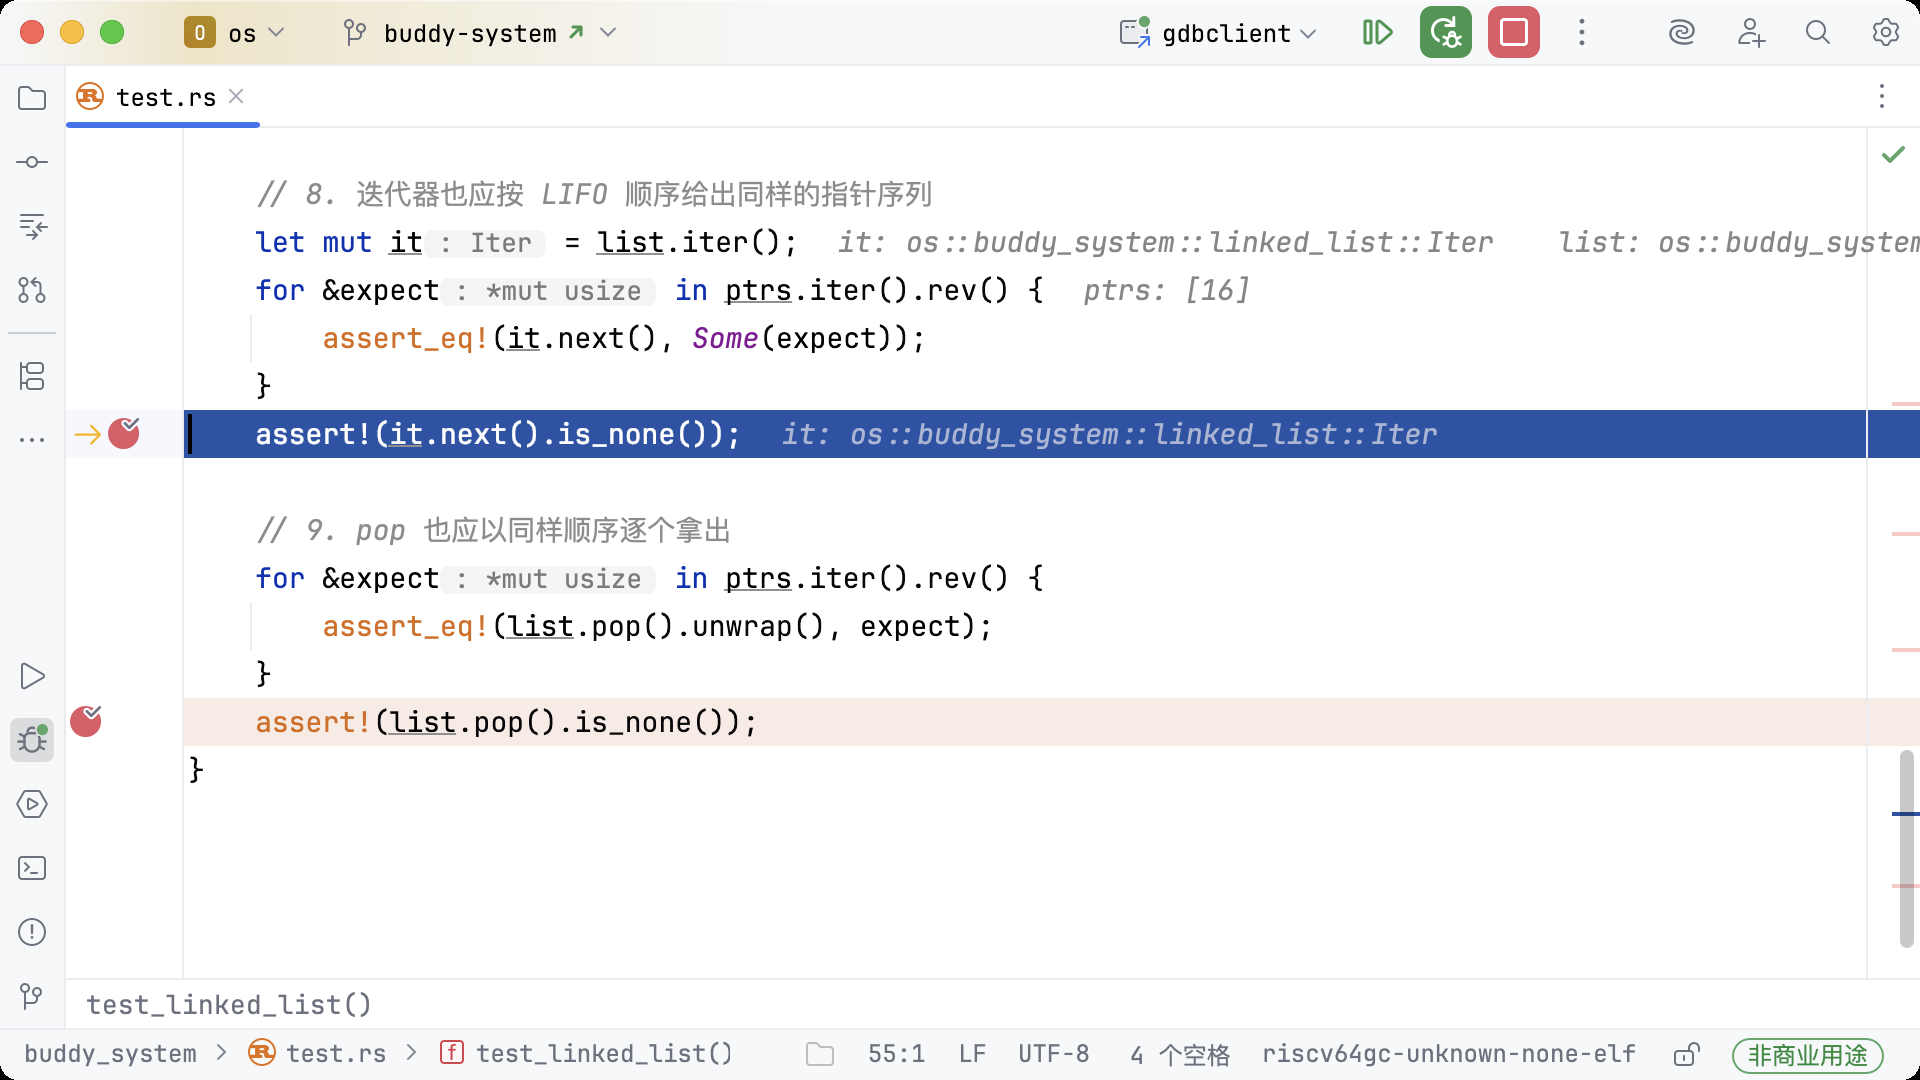 O os buddy-system gdbclient
test.rs
// 8. 迭代器也应按 LIFO 顺序给出同样的指针序列
let mut it : Iter = list.iter(); it: os::buddy_system::linked_list::Iter list: os::buddy_system
for &expect : *mut usize in ptrs.iter().rev() { ptrs: [16]
assert_eq!(it.next(), Some(expect));
}
assert!(it.next().is_none()); it: os::buddy_system::linked_list::Iter
// 9. pop 也应以同样顺序逐个拿出
for &expect : *mut usize in ptrs.iter().rev() {
assert_eq!(list.pop().unwrap(), expect);
}
assert!(list.pop().is_none());
}
test_linked_list()
buddy_system > test.rs > f test_linked_list() 55:1 LF UTF-8 4 个空格 riscv64gc-unknown-none-elf 非商业用途